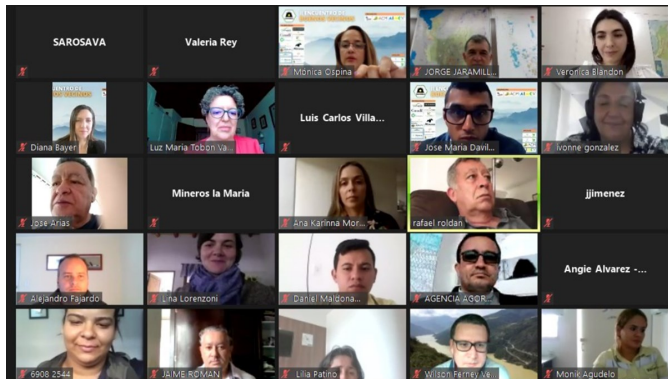 SAROSAVA
Valeria Rey
Mónica Ospina
JORGE JARAMILL...
Veronica Blandon
Diana Bayer
Luz Maria Tobon Va...
Luis Carlos Villa...
Jose Maria Davil...
Ivonne gonzalez
Jose Arias
Mineros la Maria
Ana Karinna Mor...
rafael roldan
jjimenez
Alejandro Fajardo
Lina Lorenzoni
Daniel Maldona...
AGENCIA AGOR...
Angie Alvarez -...
6908 2544
JAIME ROMAN
Lilia Patiño
Wilson Ferney Ve...
Monik Agudelo